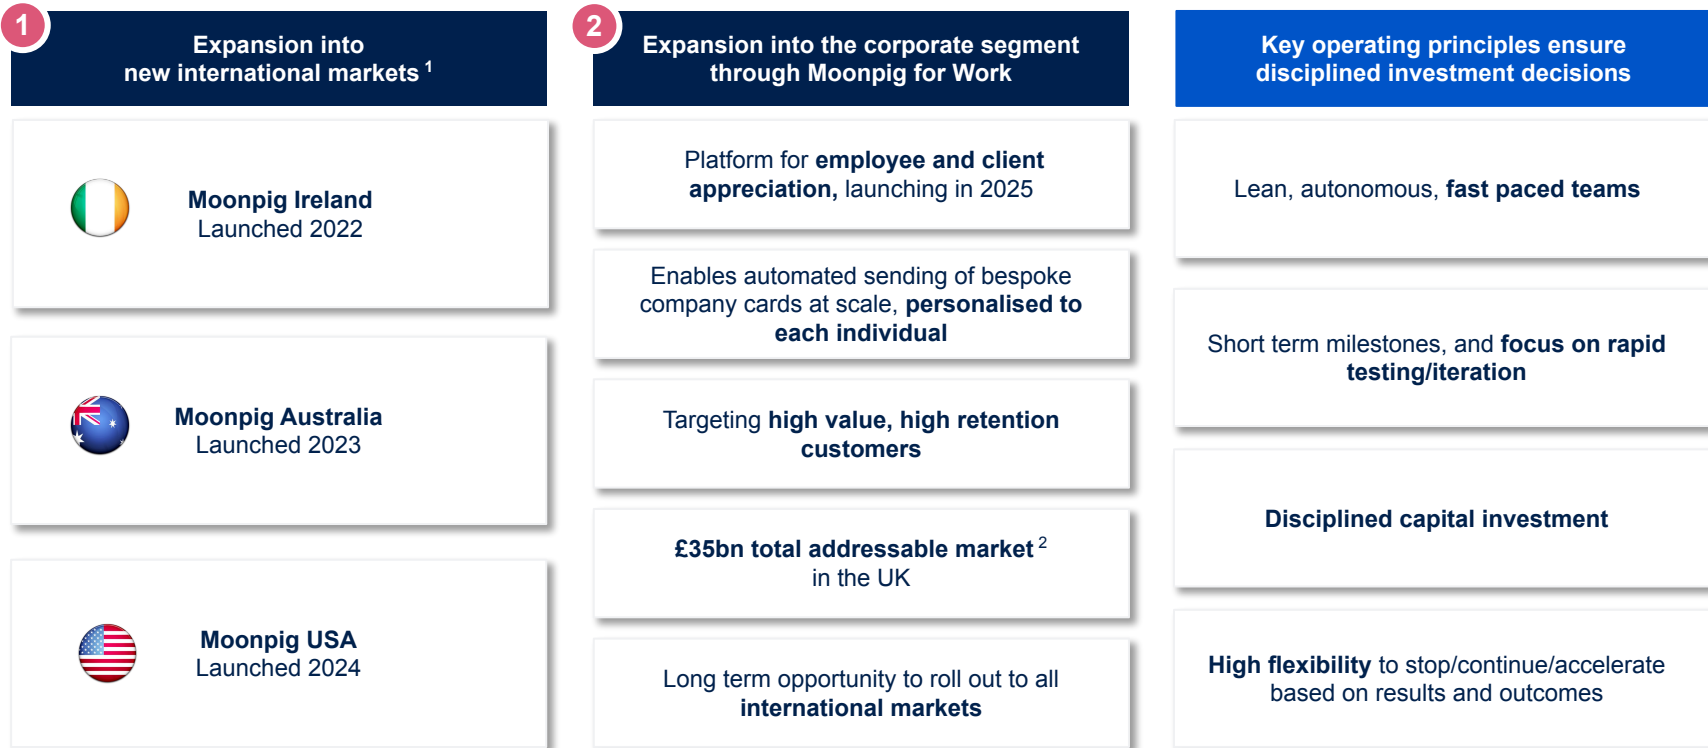 1
Expansion into
new international markets 1
Moonpig Ireland
Launched 2022
Moonpig Australia
Launched 2023
Moonpig USA
Launched 2024
2
Expansion into the corporate segment
through Moonpig for Work
Platform for employee and client
appreciation, launching in 2025
Enables automated sending of bespoke
company cards at scale, personalised to
each individual
Targeting high value, high retention
customers
£35bn total addressable market 2
in the UK
Long term opportunity to roll out to all
international markets
Key operating principles ensure
disciplined investment decisions
Lean, autonomous, fast paced teams
Short term milestones, and focus on rapid
testing/iteration
Disciplined capital investment
High flexibility to stop/continue/accelerate
based on results and outcomes